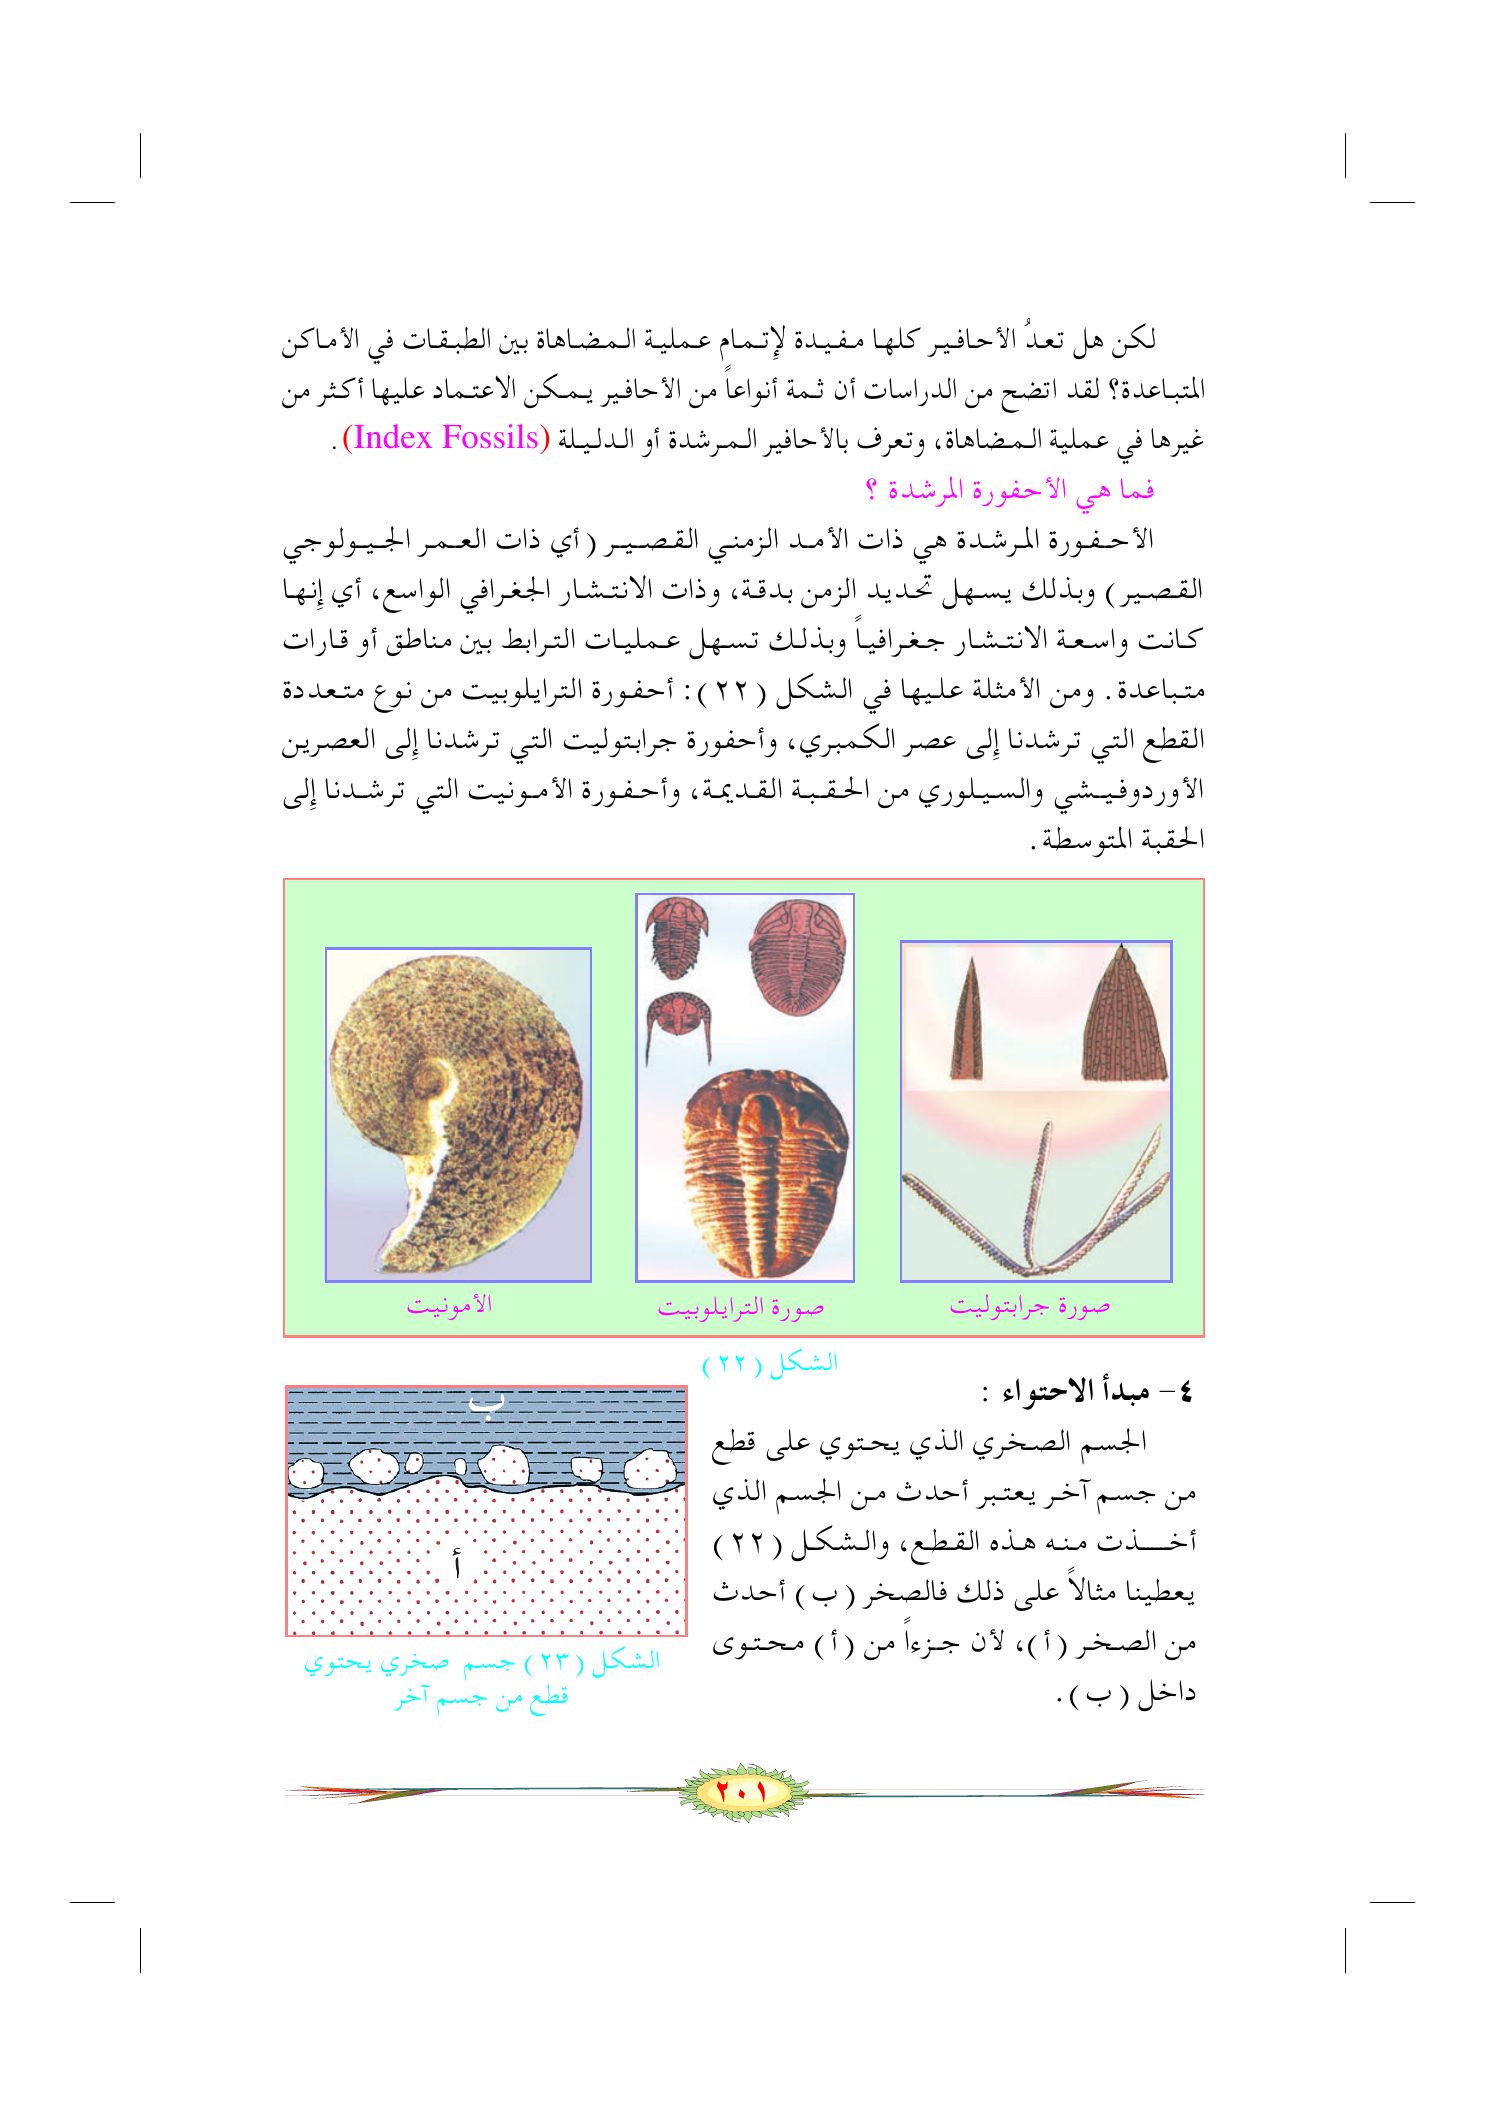 لكن هل تعدُ الأحافير كلها مفيدة لإتمام عملية المضاهاة بين الطبقات في الأماكن
المتباعدة؟ لقد اتضح من الدراسات أن ثمة أنواعاً من الأحافير يمكن الاعتماد عليها أكثر من
غيرها في عملية المضاهاة، وتعرف بالأحافير المرشدة أو الدليلة (Index Fossils) .
فما هي الأحفورة المرشدة ؟
الأحفورة المرشدة هي ذات الأمد الزمني القصير ( أي ذات العمر الجيولوجي
القصير ) وبذلك يسهل تحديد الزمن بدقة، وذات الانتشار الجغرافي الواسع، أي إنها
كانت واسعة الانتشار جغرافياً وبذلك تسهل عمليات الترابط بين مناطق أو قارات
متباعدة . ومن الأمثلة عليها في الشكل ( ٢٢ ) : أحفورة الترايلوبيت من نوع متعددة
القطع التي ترشدنا إلى عصر الكمبري، وأحفورة جرابتوليت التي ترشدنا إلى العصرين
الأوردوفيشي والسيلوري من الحقبة القديمة، وأحفورة الأمونيت التي ترشدنا إلى
الحقبة المتوسطة .
صورة جرابتوليت
صورة الترايلوبيت
الأمونيت
الشكل ( ٢٢ )
٤- مبدأ الاحتواء :
الجسم الصخري الذي يحتوي على قطع
من جسم آخر يعتبر أحدث من الجسم الذي
أخذت منه هذه القطع، والشكل ( ٢٢ )
يعطينا مثالاً على ذلك فالصخر ( ب ) أحدث
من الصخر ( أ )، لأن جزءاً من ( أ ) محتوى
داخل ( ب ) .
ب
أ
الشكل ( ٢٣ ) جسم صخري يحتوي
قطع من جسم آخر
٢٠١